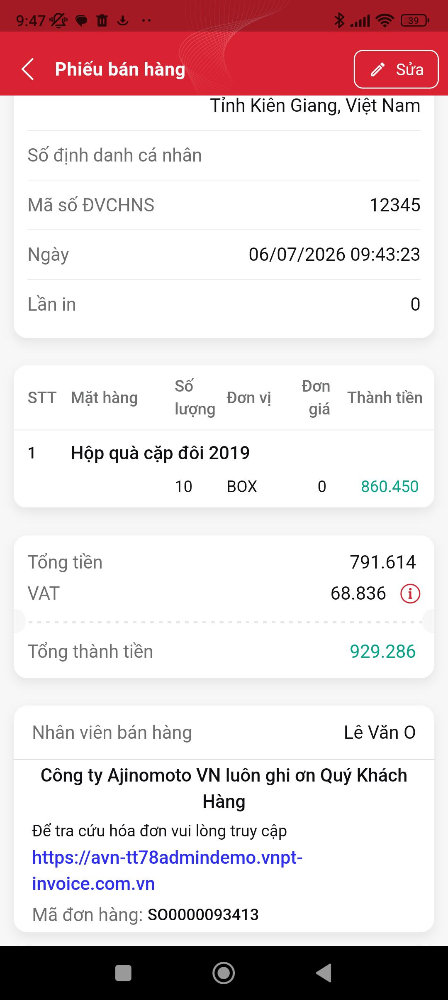 9:47
39
Phiếu bán hàng
Sửa
Tỉnh Kiên Giang, Việt Nam
Số định danh cá nhân
Mã số ĐVCHNS 12345
Ngày 06/07/2026 09:43:23
Lần in 0
STT Mặt hàng Số lượng Đơn vị Đơn giá Thành tiền
1 Hộp quà cặp đôi 2019
10 BOX 0 860.450
Tổng tiền 791.614
VAT 68.836
Tổng thành tiền 929.286
Nhân viên bán hàng Lê Văn O
Công ty Ajinomoto VN luôn ghi ơn Quý Khách
Hàng
Để tra cứu hóa đơn vui lòng truy cập
https://avn-tt78admindemo.vnpt-
invoice.com.vn
Mã đơn hàng: SO0000093413